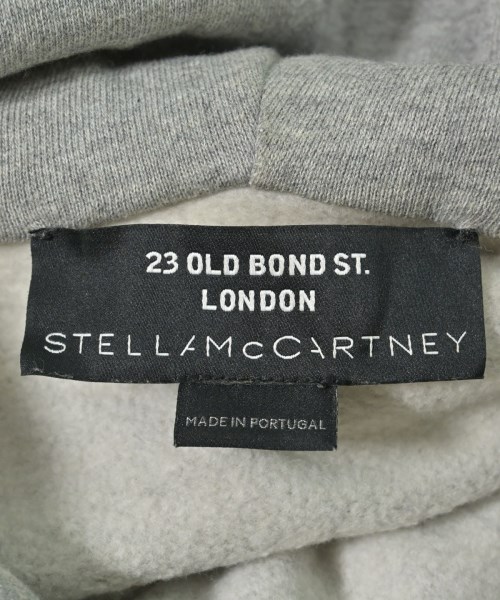 23 OLD BOND ST.
LONDON
STELLAMcCARTNEY
MADE IN PORTUGAL